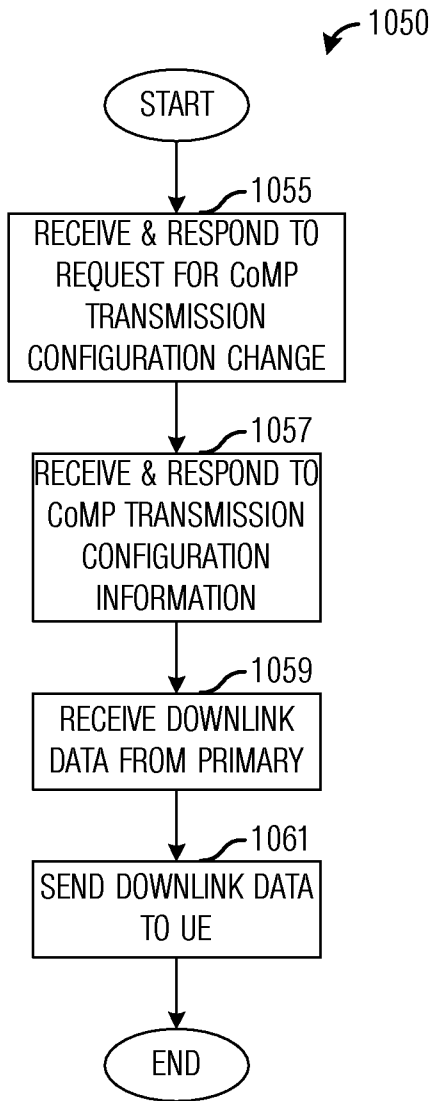 1050
START
1055
RECEIVE & RESPOND TO
REQUEST FOR CoMP
TRANSMISSION
CONFIGURATION CHANGE
1057
RECEIVE & RESPOND TO
CoMP TRANSMISSION
CONFIGURATION
INFORMATION
1059
RECEIVE DOWNLINK
DATA FROM PRIMARY
1061
SEND DOWNLINK DATA
TO UE
END